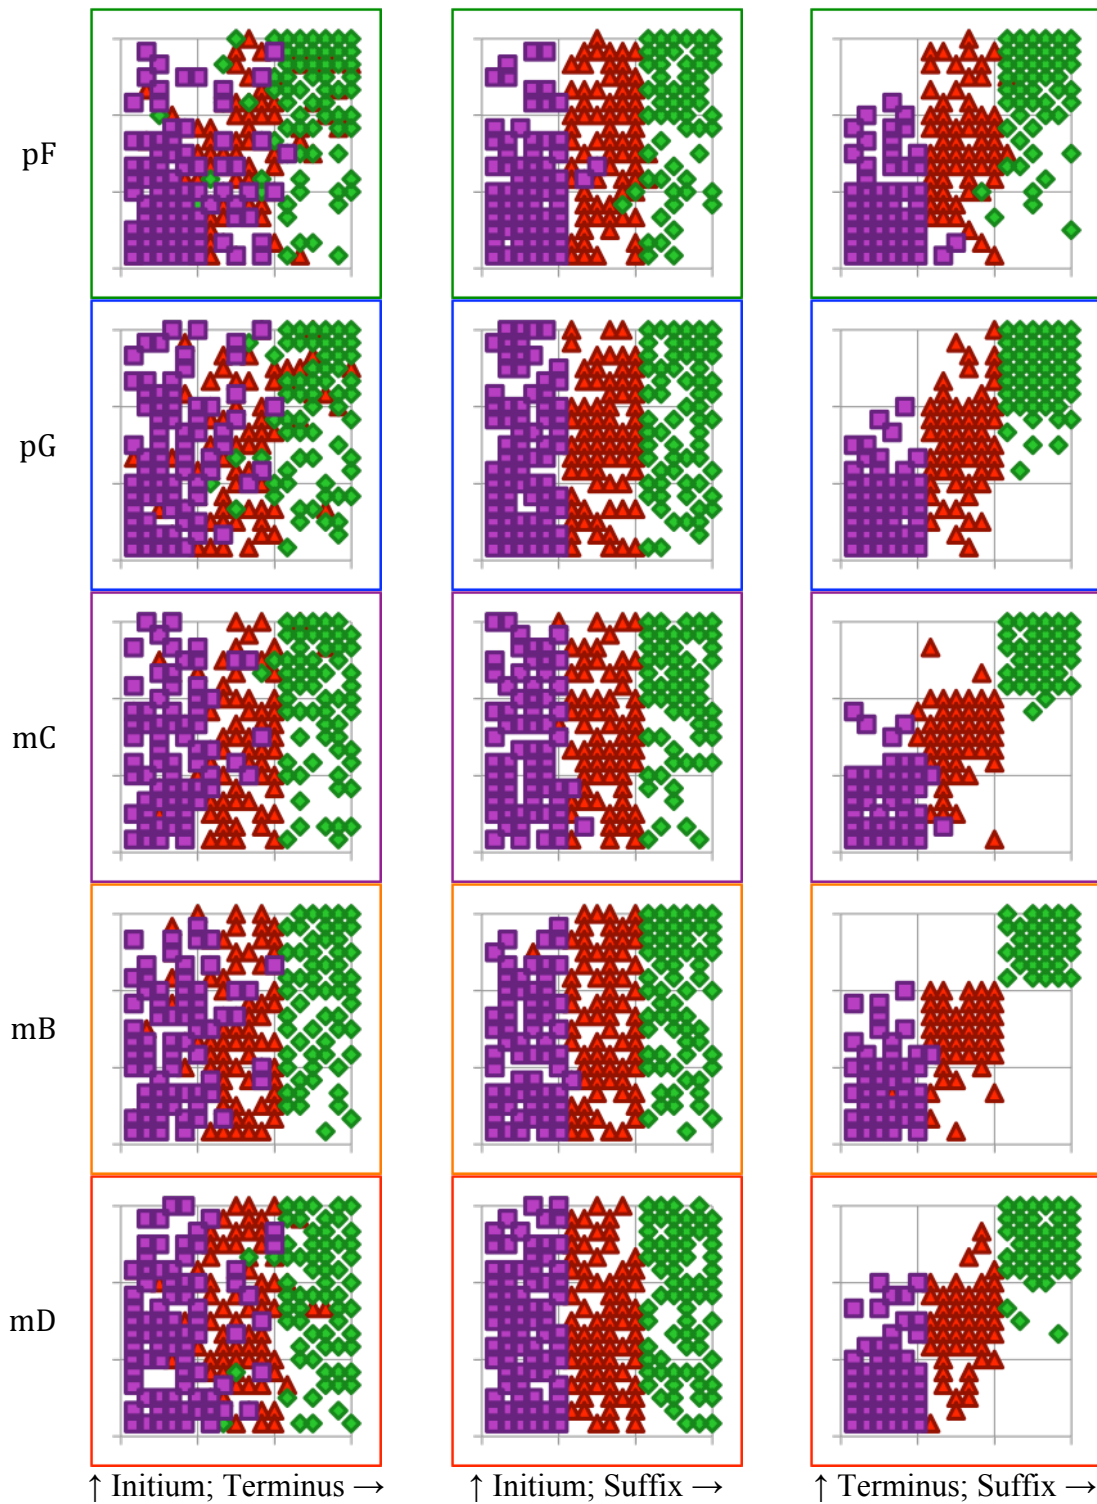 pF
pG
mC
mB
mD
↑ Initium; Terminus → ↑ Initium; Suffix → ↑ Terminus; Suffix →